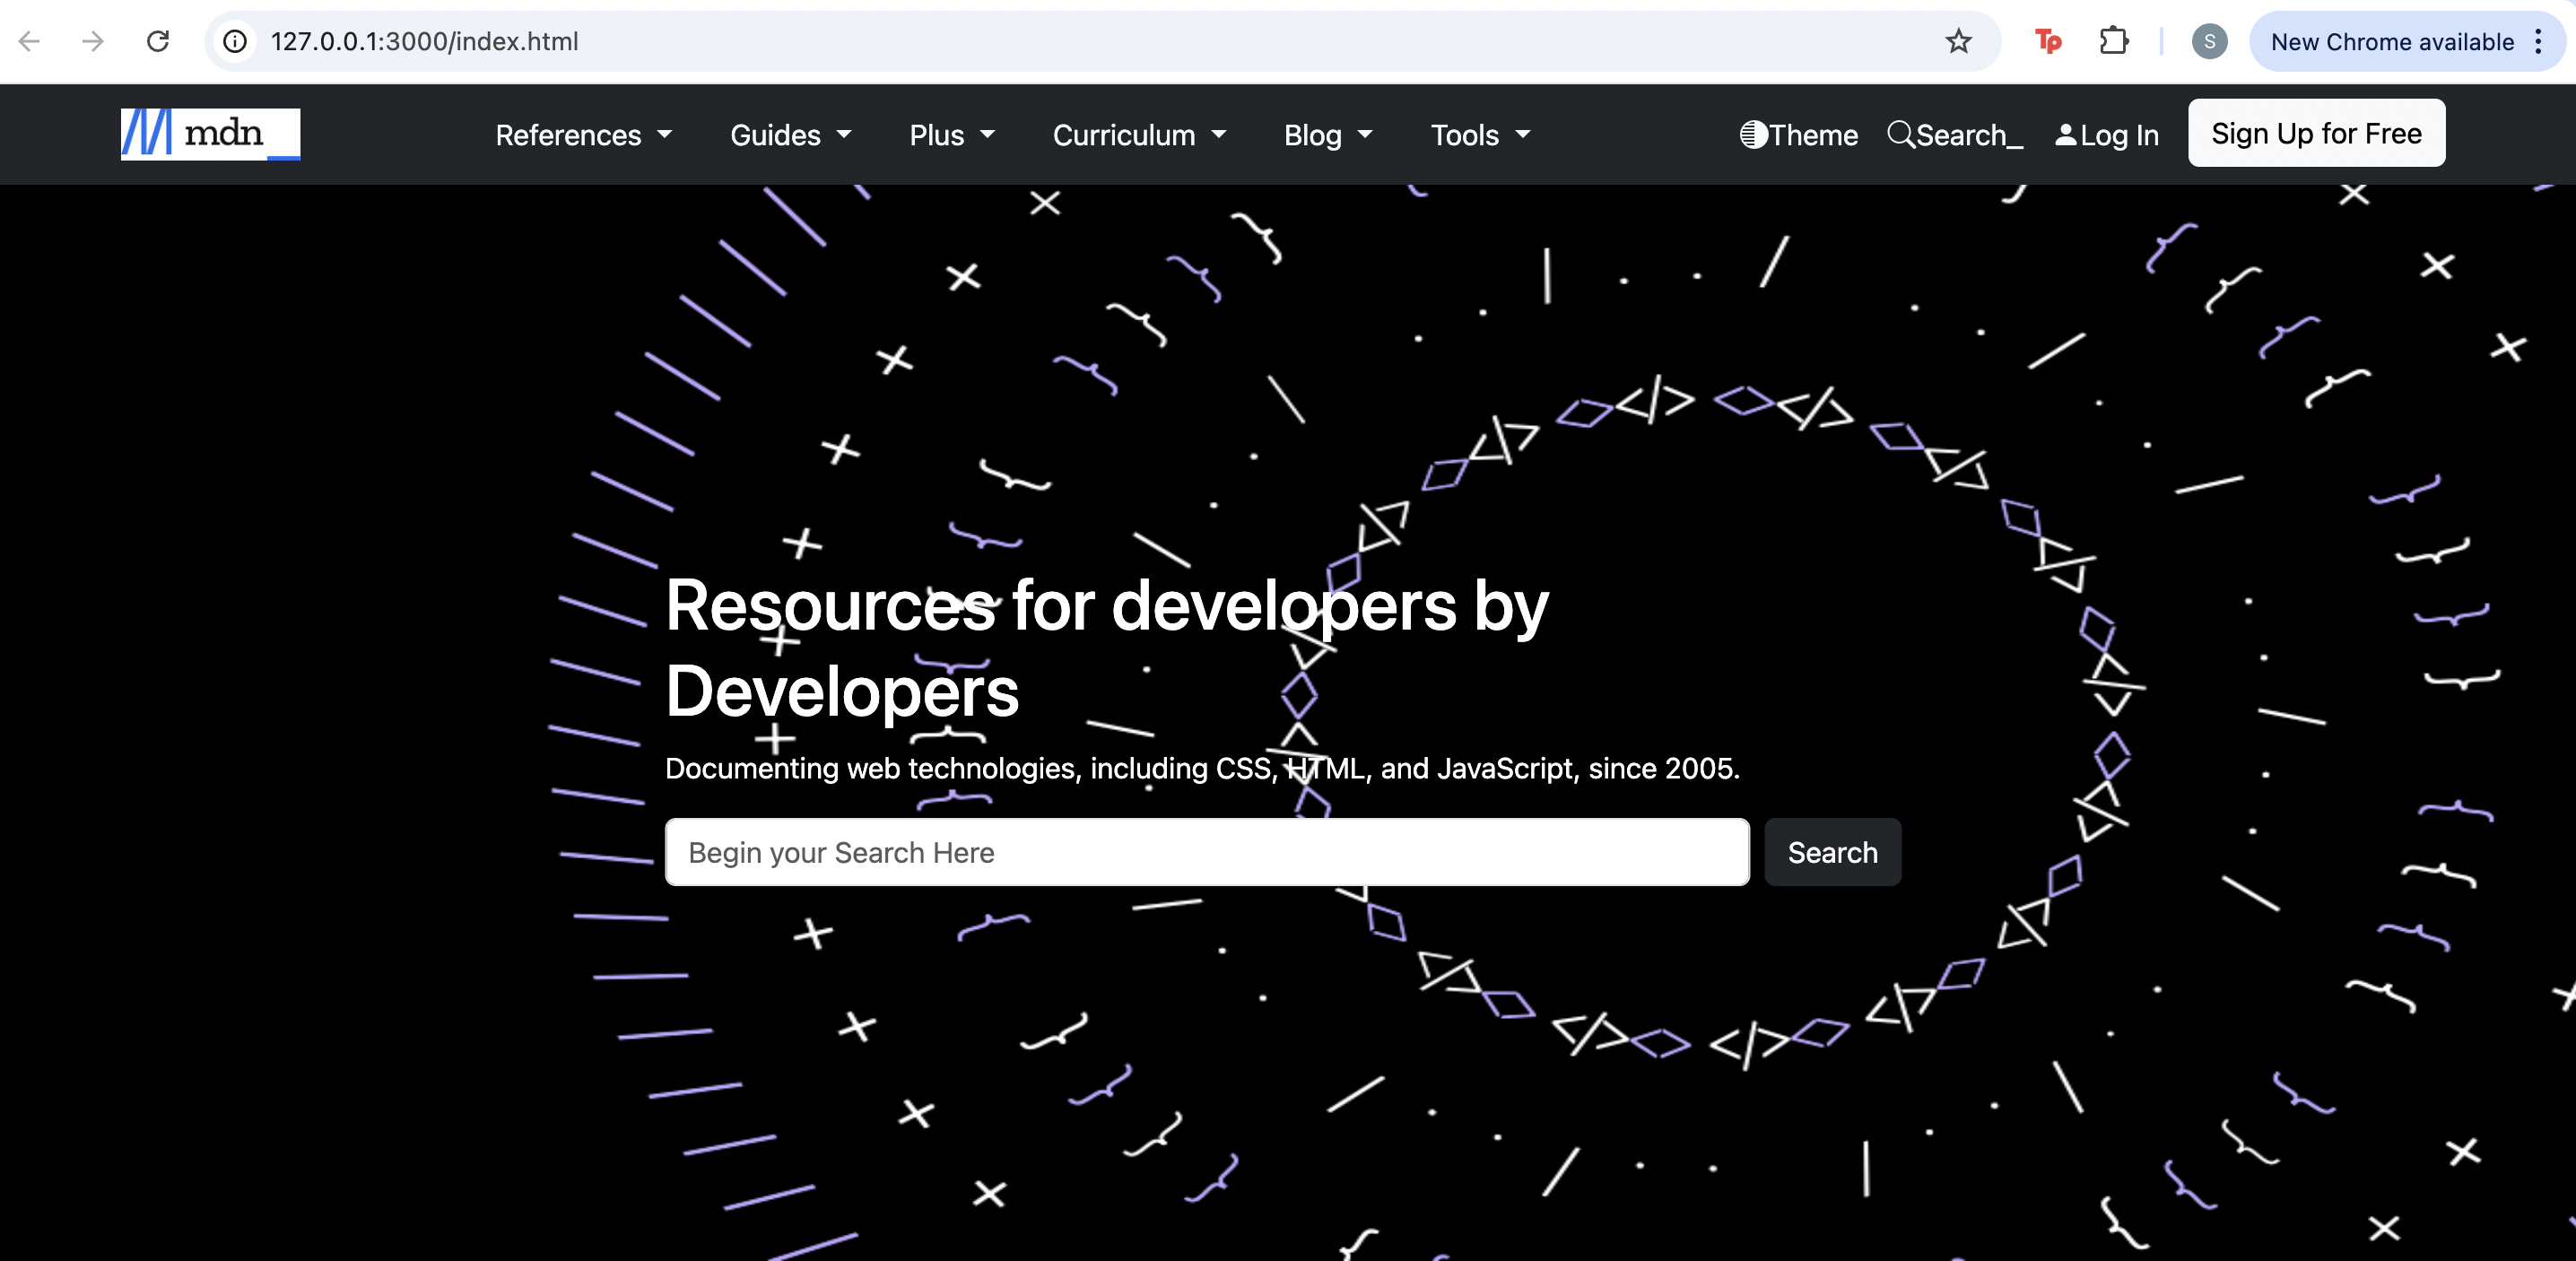 127.0.0.1:3000/index.html
Tp
S
New Chrome available
mdn_
References
Guides
Plus
Curriculum
Blog
Tools
Theme
Search_
Log In
Sign Up for Free
Resources for developers by
Developers
Documenting web technologies, including CSS, HTML, and JavaScript, since 2005.
Begin your Search Here
Search